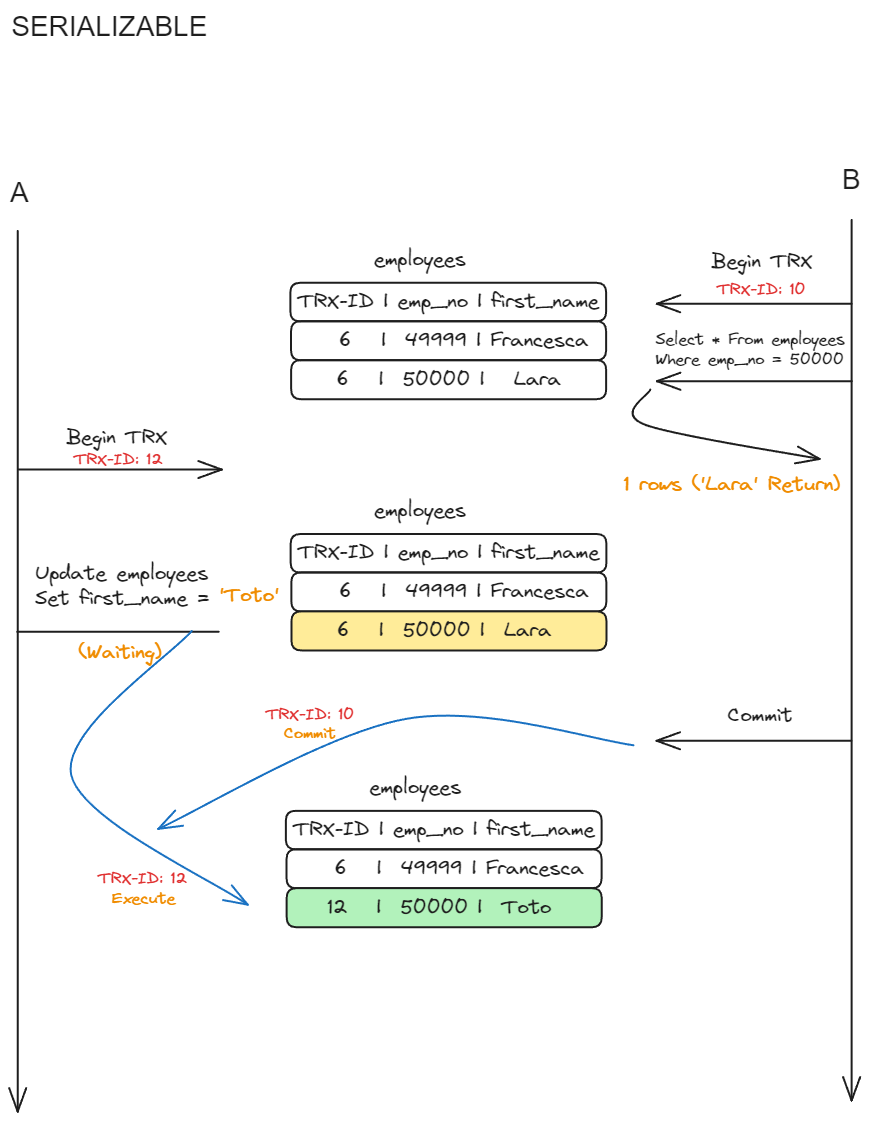 SERIALIZABLE
A
B
employees
TRX-ID | emp_no | first_name
6 | 49999 | Francesca
6 | 50000 | Lara
Begin TRX
TRX-ID: 10
Select * From employees
Where emp_no = 50000
1 rows ('Lara' Return)
Begin TRX
TRX-ID: 12
employees
TRX-ID | emp_no | first_name
6 | 49999 | Francesca
6 | 50000 | Lara
Update employees
Set first_name = 'Toto'
(Waiting)
Commit
TRX-ID: 10
Commit
employees
TRX-ID | emp_no | first_name
6 | 49999 | Francesca
12 | 50000 | Toto
TRX-ID: 12
Execute